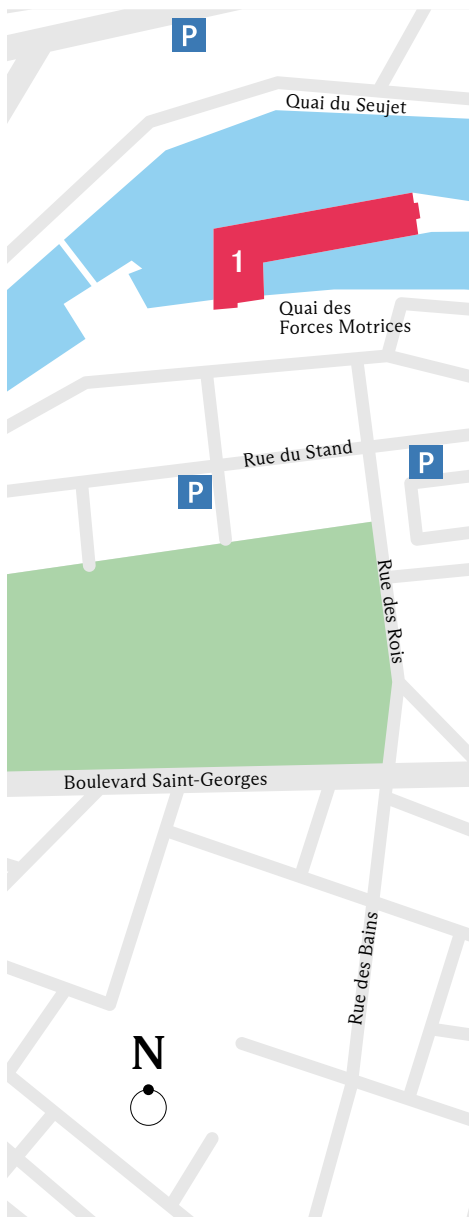 P
Quai du Seujet
1
Quai des
Forces Motrices
Rue du Stand
P
P
Rue des Rois
Boulevard Saint-Georges
Rue des Bains
N